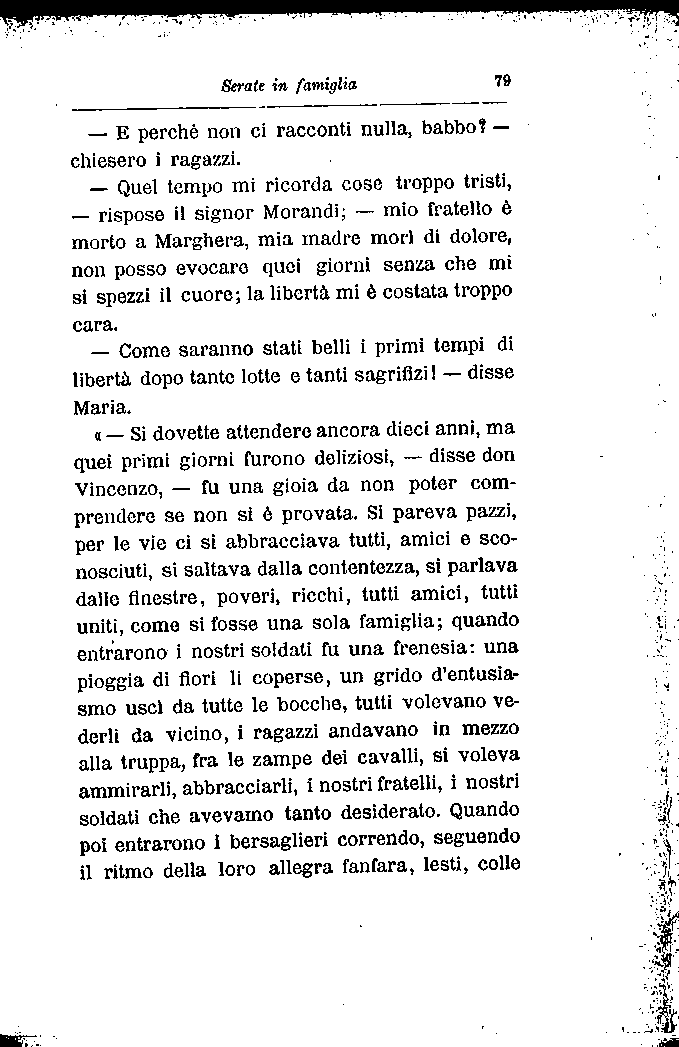 Serate in famiglia 79
— E perchè non ci racconti nulla, babbo? —
chiesero i ragazzi.
— Quel tempo mi ricorda cose troppo tristi,
— rispose il signor Morandi; — mio fratello è
morto a Marghera, mia madre morì di dolore,
non posso evocare quei giorni senza che mi
si spezzi il cuore; la libertà mi è costata troppo
cara.
— Come saranno stati belli i primi tempi di
libertà dopo tante lotte e tanti sagrifizi! — disse
Maria.
« — Si dovette attendere ancora dieci anni, ma
quei primi giorni furono deliziosi, — disse don
Vincenzo, — fu una gioia da non poter com-
prendere se non si è provata. Si pareva pazzi,
per le vie ci si abbracciava tutti, amici e sco-
nosciuti, si saltava dalla contentezza, si parlava
dalle finestre, poveri, ricchi, tutti amici, tutti
uniti, come si fosse una sola famiglia; quando
entrarono i nostri soldati fu una frenesia: una
pioggia di fiori li coperse, un grido d'entusia-
smo uscì da tutte le bocche, tutti volevano ve-
derli da vicino, i ragazzi andavano in mezzo
alla truppa, fra le zampe dei cavalli, si voleva
ammirarli, abbracciarli, i nostri fratelli, i nostri
soldati che avevamo tanto desiderato. Quando
poi entrarono i bersaglieri correndo, seguendo
il ritmo della loro allegra fanfara, lesti, colle